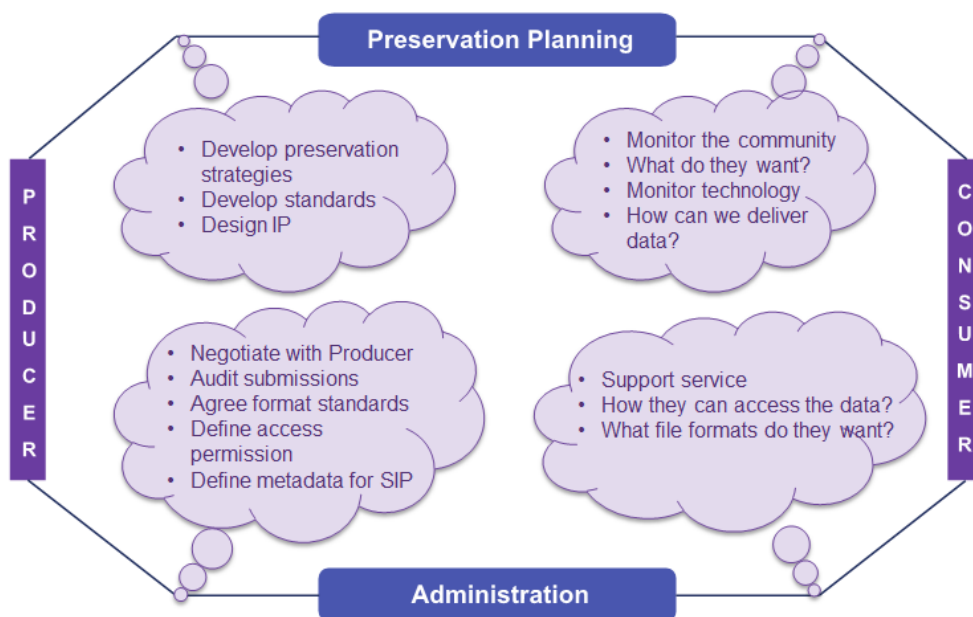 Preservation Planning
PRODUCER
• Develop preservation
strategies
• Develop standards
• Design IP
• Monitor the community
• What do they want?
• Monitor technology
• How can we deliver
data?
CONSUMER
• Negotiate with Producer
• Audit submissions
• Agree format standards
• Define access
permission
• Define metadata for SIP
• Support service
• How they can access the data?
• What file formats do they want?
Administration